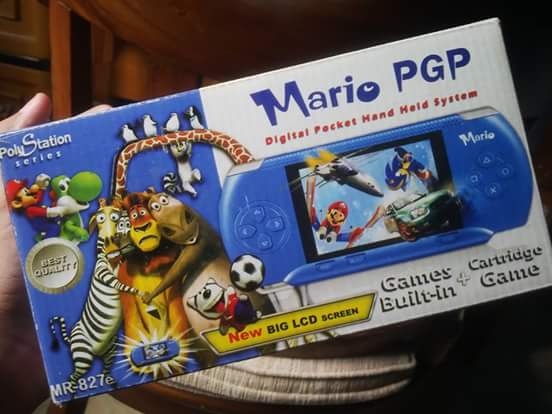 PolyStation
series
Mario PGP
Digital Pocket Hand Held System
Mario
BEST
QUALITY
Games
Built-in
+
Cartridge
Game
New BIG LCD SCREEN
MR-827e